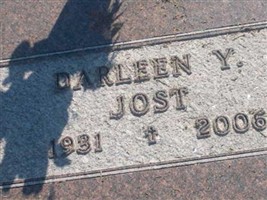 DARLEEN Y.
JOST
1931 ✝ 2006